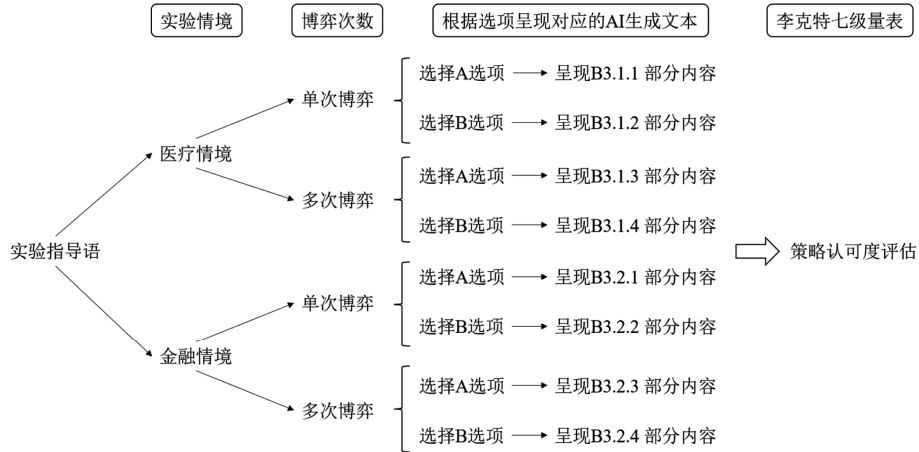 实验情境 博弈次数 根据选项呈现对应的AI生成文本 李克特七级量表
选择A选项 呈现B3.1.1 部分内容
单次博弈
选择B选项 呈现B3.1.2 部分内容
医疗情境
选择A选项 呈现B3.1.3 部分内容
多次博弈
选择B选项 呈现B3.1.4 部分内容
实验指导语 策略认可度评估
选择A选项 呈现B3.2.1 部分内容
单次博弈
选择B选项 呈现B3.2.2 部分内容
金融情境
选择A选项 呈现B3.2.3 部分内容
多次博弈
选择B选项 呈现B3.2.4 部分内容